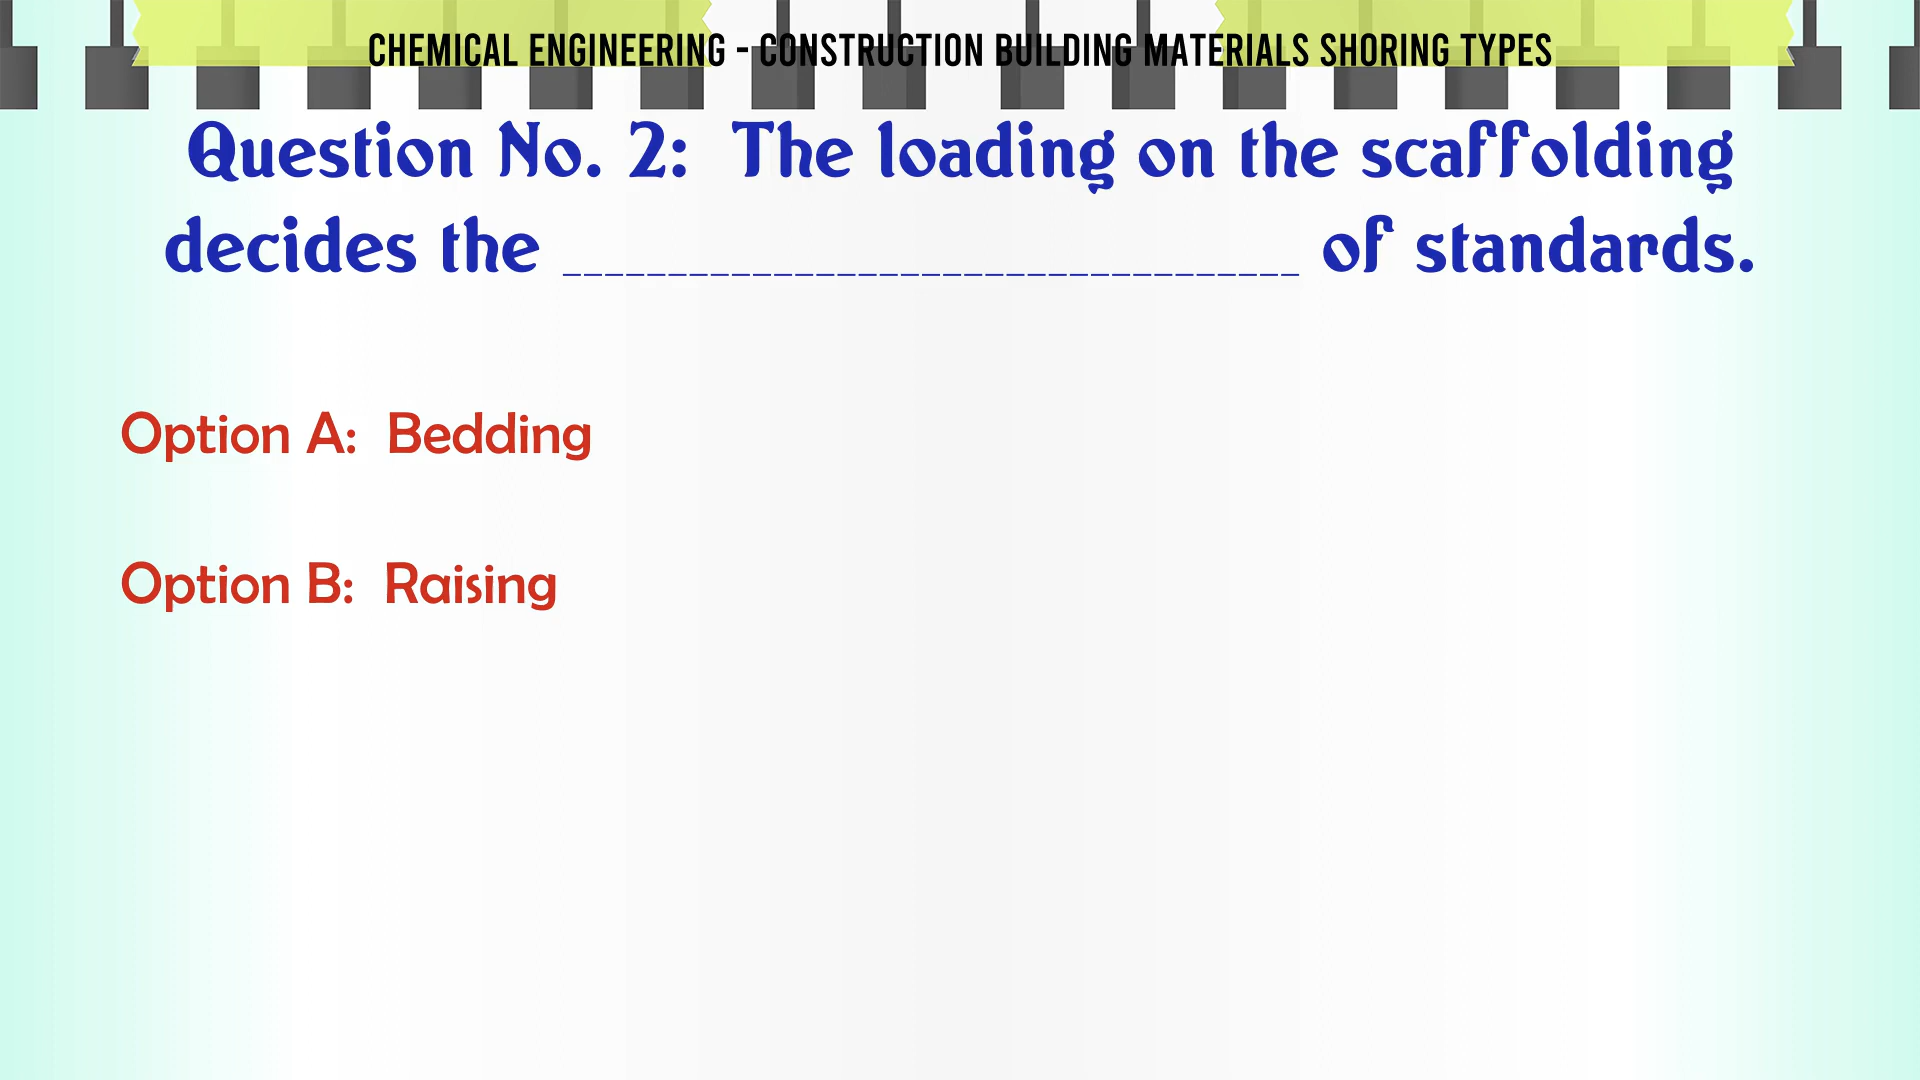 CHEMICAL ENGINEERING - CONSTRUCTION BUILDING MATERIALS SHORING TYPES
Question No. 2: The loading on the scaffolding
decides the ___________________________________ of standards.
Option A: Bedding
Option B: Raising